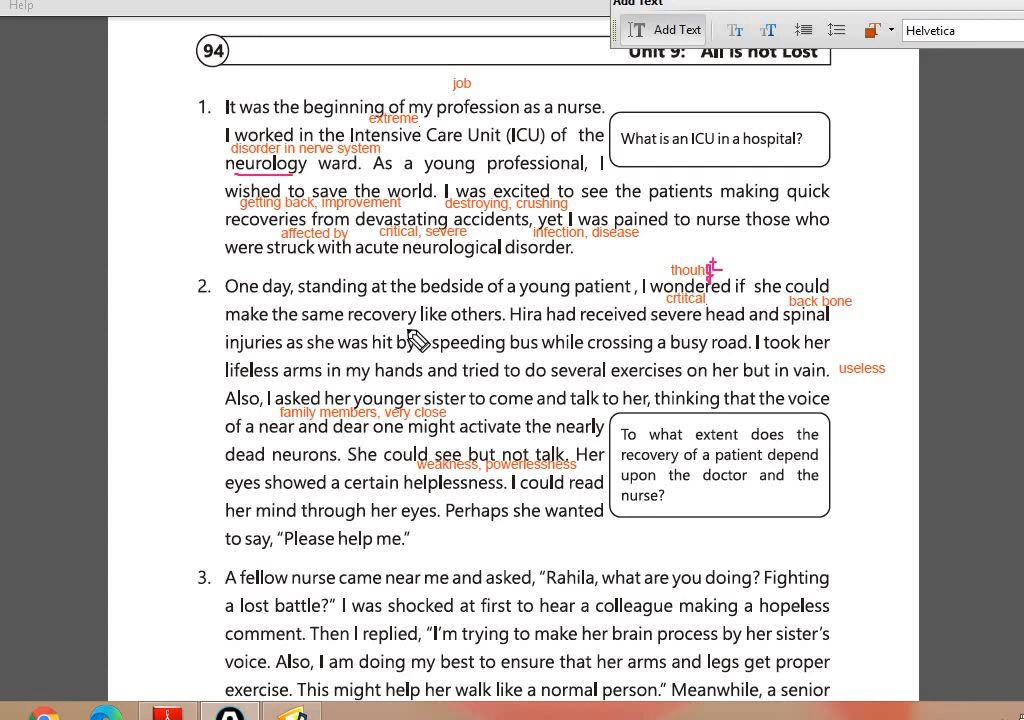 Help
Add Text
Add Text
Helvetica
94
Unit 9: All is not Lost
job
1. It was the beginning of my profession as a nurse.
extreme
I worked in the Intensive Care Unit (ICU) of the
What is an ICU in a hospital?
disorder in nerve system
neurology ward. As a young professional, I
wished to save the world. I was excited to see the patients making quick
getting back, improvement
destroying, crushing
recoveries from devastating accidents, yet I was pained to nurse those who
affected by
critical, severe
infection, disease
were struck with acute neurological disorder.
thouh
2. One day, standing at the bedside of a young patient , I wondered if she could
crtitcal
back bone
make the same recovery like others. Hira had received severe head and spinal
injuries as she was hit by speeding bus while crossing a busy road. I took her
lifeless arms in my hands and tried to do several exercises on her but in vain.
useless
Also, I asked her younger sister to come and talk to her, thinking that the voice
family members, very close
of a near and dear one might activate the nearly
dead neurons. She could see but not talk. Her
weakness, powerlessness
eyes showed a certain helplessness. I could read
her mind through her eyes. Perhaps she wanted
to say, “Please help me.”
To what extent does the
recovery of a patient depend
upon the doctor and the
nurse?
3. A fellow nurse came near me and asked, “Rahila, what are you doing? Fighting
a lost battle?” I was shocked at first to hear a colleague making a hopeless
comment. Then I replied, “I’m trying to make her brain process by her sister’s
voice. Also, I am doing my best to ensure that her arms and legs get proper
exercise. This might help her walk like a normal person.” Meanwhile, a senior